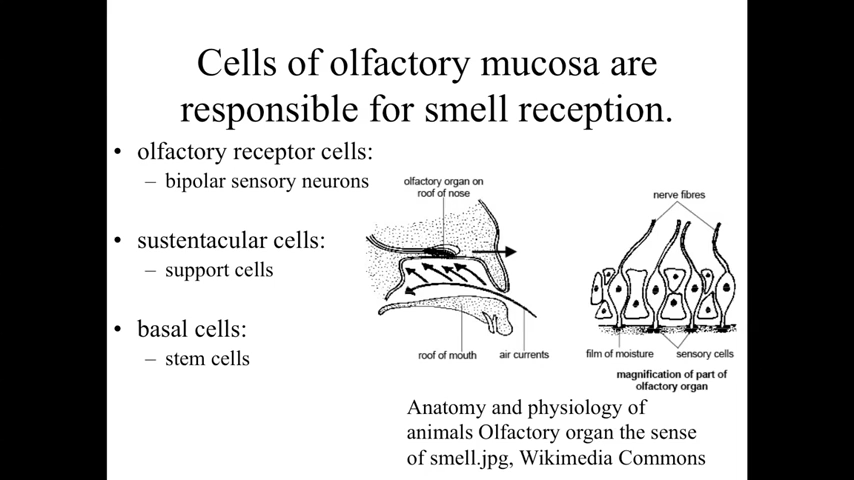 Cells of olfactory mucosa are
responsible for smell reception.
• olfactory receptor cells:
– bipolar sensory neurons
• sustentacular cells:
– support cells
• basal cells:
– stem cells
olfactory organ on
roof of nose
roof of mouth
air currents
nerve fibres
film of moisture
sensory cells
magnification of part of
olfactory organ
Anatomy and physiology of
animals Olfactory organ the sense
of smell.jpg, Wikimedia Commons